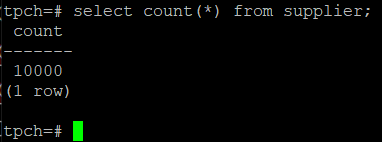 tpch=# select count(*) from supplier;
count
-------
10000
(1 row)
tpch=#